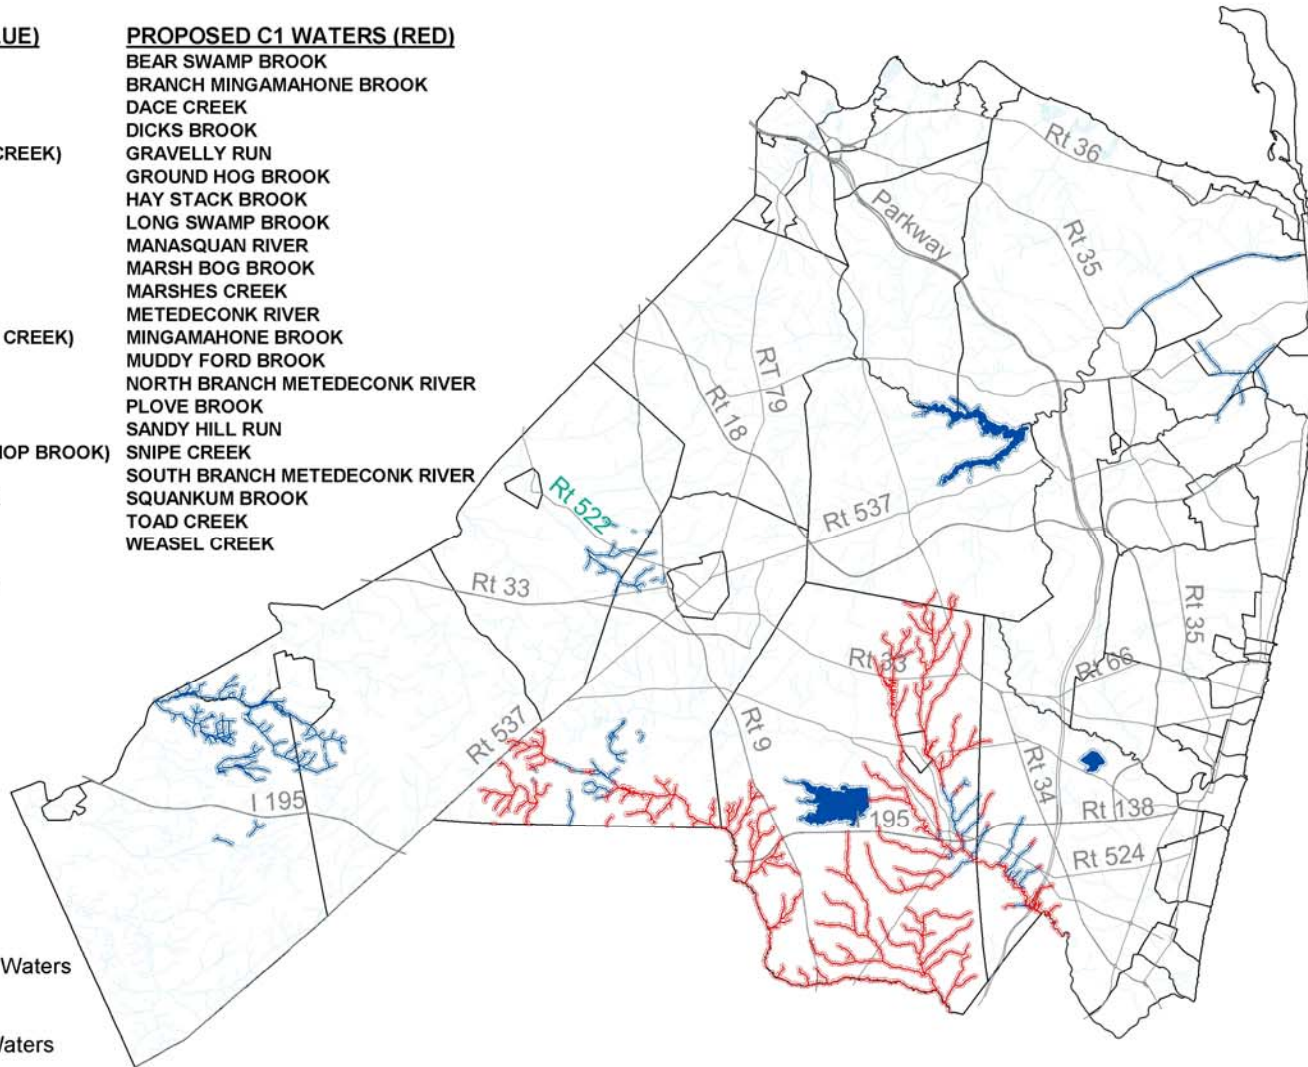 UE)
CREEK)
CREEK)
HOP BROOK)
Waters
Waters
PROPOSED C1 WATERS (RED)
BEAR SWAMP BROOK
BRANCH MINGAMAHONE BROOK
DACE CREEK
DICKS BROOK
GRAVELLY RUN
GROUND HOG BROOK
HAY STACK BROOK
LONG SWAMP BROOK
MANASQUAN RIVER
MARSH BOG BROOK
MARSHES CREEK
METEDECONK RIVER
MINGAMAHONE BROOK
MUDDY FORD BROOK
NORTH BRANCH METEDECONK RIVER
PLOVE BROOK
SANDY HILL RUN
SNIPE CREEK
SOUTH BRANCH METEDECONK RIVER
SQUANKUM BROOK
TOAD CREEK
WEASEL CREEK
Rt 36
Parkway
Rt 35
RT 79
Rt 18
Rt 522
Rt 537
Rt 33
Rt 35
Rt 33
Rt 66
Rt 537
Rt 9
Rt 34
I 195
195
Rt 138
Rt 524